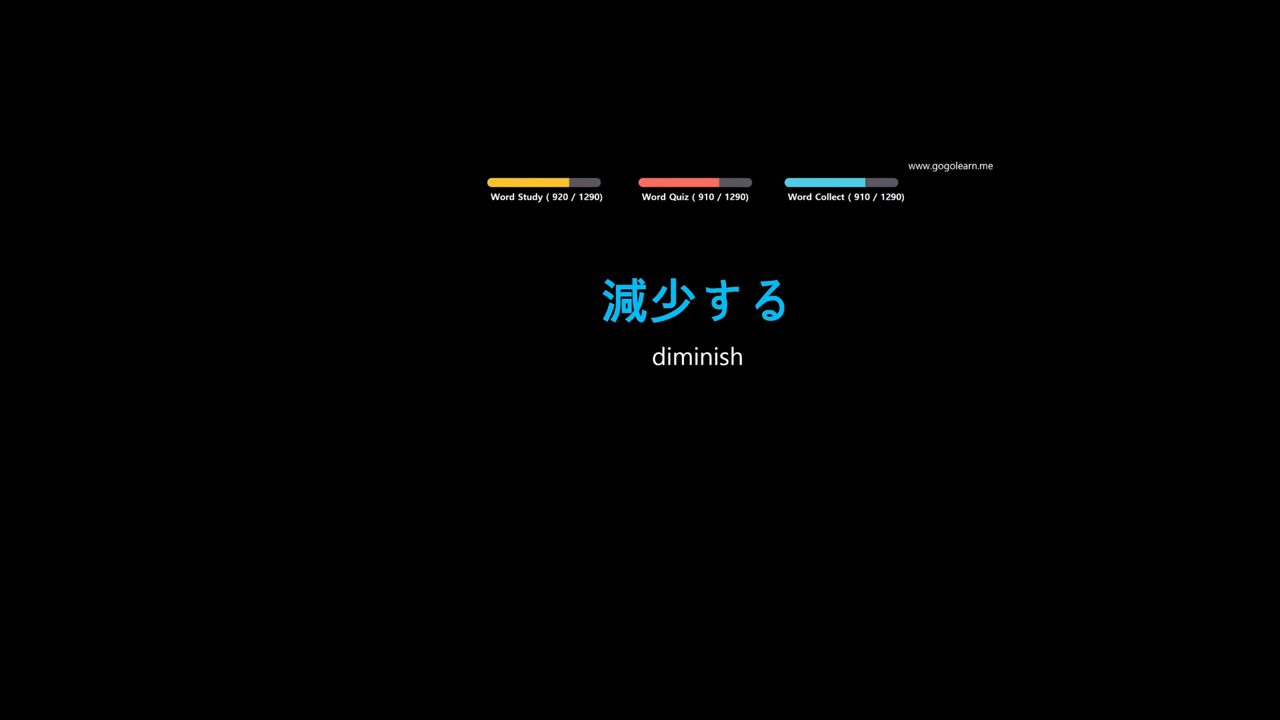 www.gogolearn.me
Word Study ( 920 / 1290)
Word Quiz ( 910 / 1290)
Word Collect ( 910 / 1290)
減少する
diminish